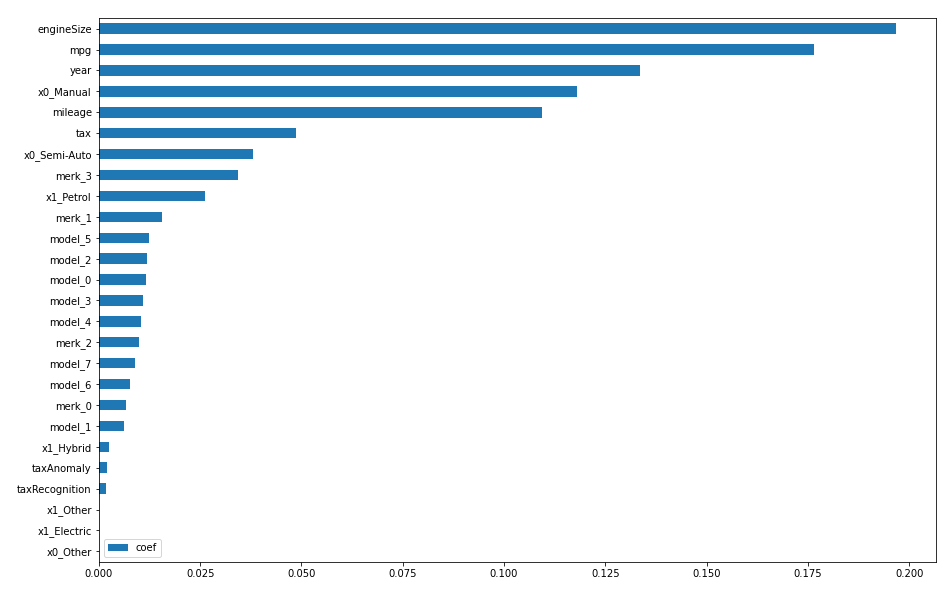 engineSize
mpg
year
x0_Manual
mileage
tax
x0_Semi-Auto
merk_3
x1_Petrol
merk_1
model_5
model_2
model_0
model_3
model_4
merk_2
model_7
model_6
merk_0
model_1
x1_Hybrid
taxAnomaly
taxRecognition
x1_Other
x1_Electric
x0_Other
coef
0.000 0.025 0.050 0.075 0.100 0.125 0.150 0.175 0.200